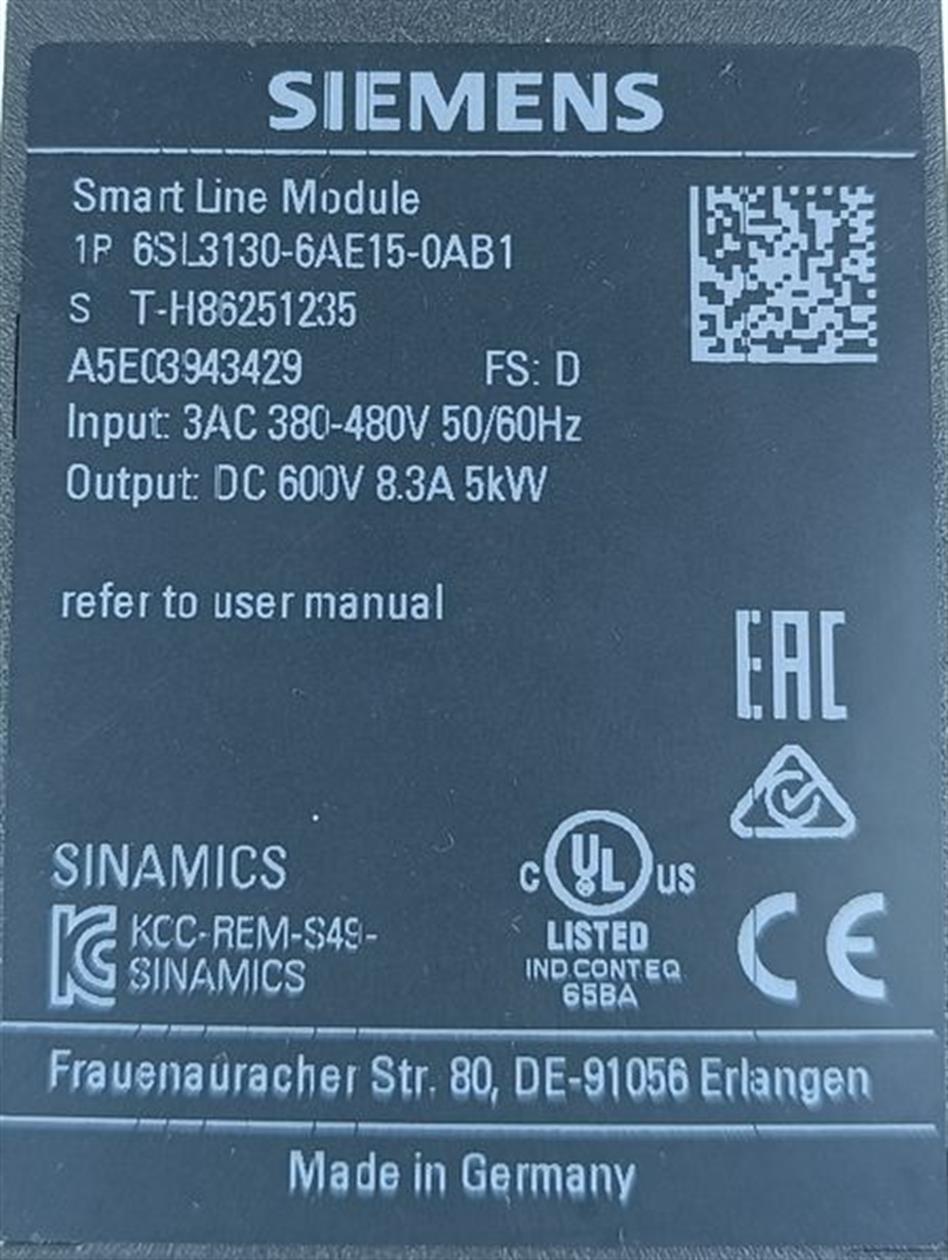 SIEMENS
Smart Line Module
1P 6SL3130-6AE15-0AB1
S T-H86251235
A5E03943429 FS: D
Input: 3AC 380-480V 50/60Hz
Output: DC 600V 8.3A 5kW
refer to user manual
EAC
SINAMICS
KCC-REM-S49-
SINAMICS
C UL US
LISTED
IND.CONT.EQ
65BA
CE
Frauenauracher Str. 80, DE-91056 Erlangen
Made in Germany